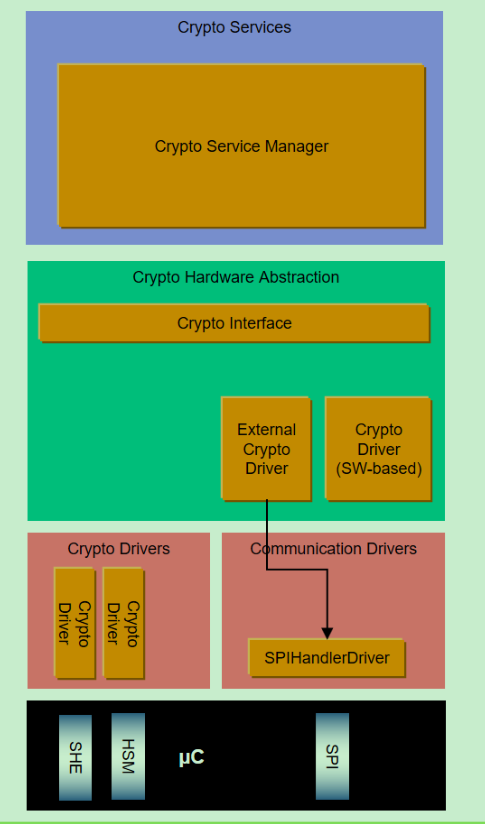 Crypto Services
Crypto Service Manager
Crypto Hardware Abstraction
Crypto Interface
External
Crypto
Driver
Crypto
Driver
(SW-based)
Crypto Drivers
Crypto
Driver
Crypto
Driver
Communication Drivers
SPIHandlerDriver
SHE
HSM
µC
SPI